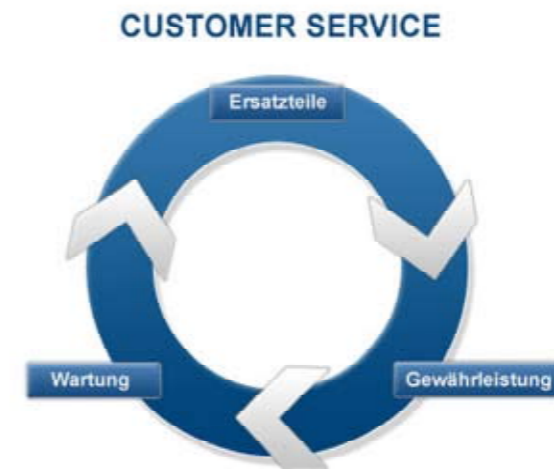 CUSTOMER SERVICE
Ersatzteile
Wartung
Gewährleistung